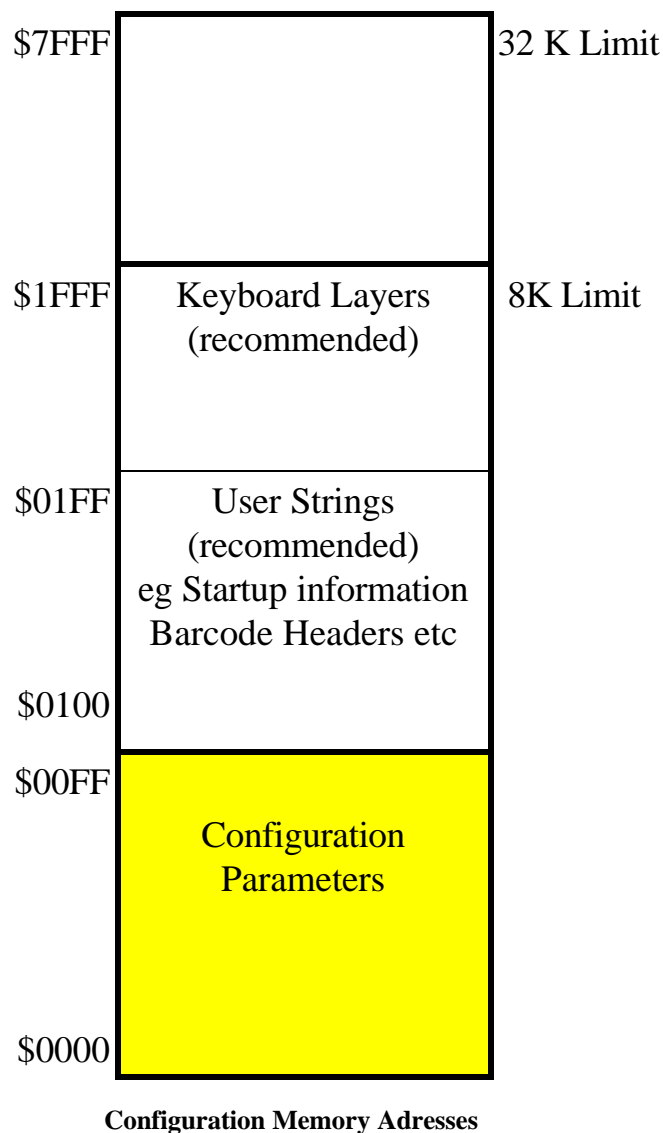 $7FFF 32 K Limit
$1FFF Keyboard Layers 8K Limit
(recommended)
$01FF User Strings
(recommended)
eg Startup information
Barcode Headers etc
$0100
$00FF
Configuration
Parameters
$0000
Configuration Memory Adresses